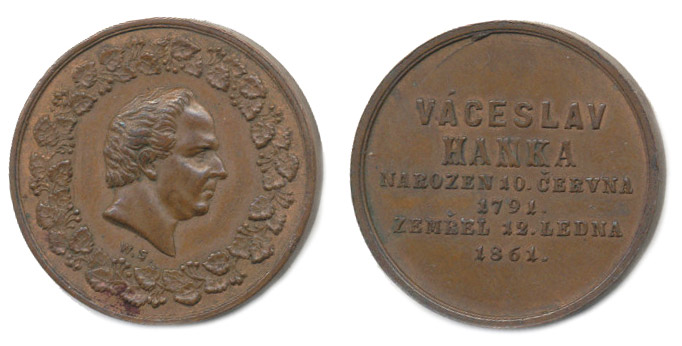 W. S.
VÁCESLAV
HANKA
NAROZEN 10. ČERVNA
1791.
ZEMŘEL 12. LEDNA
1861.